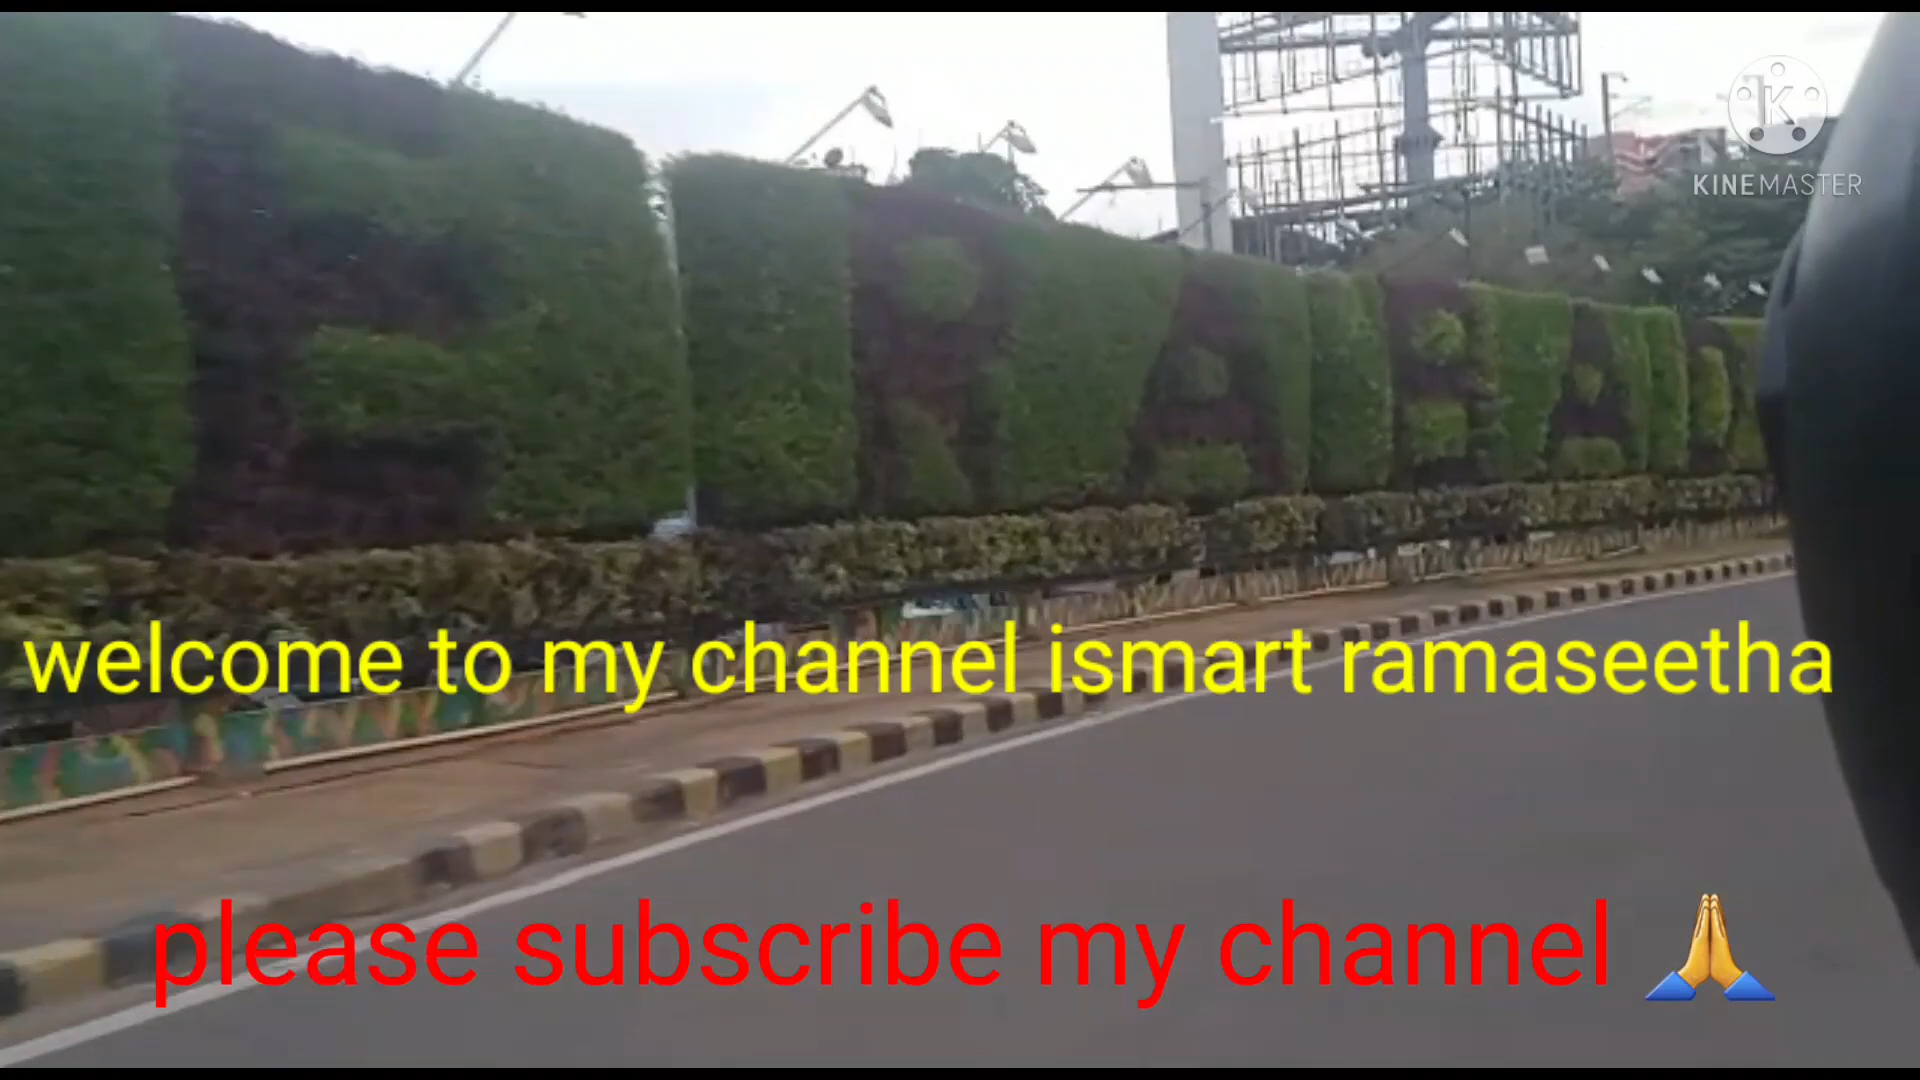 KINEMASTER
welcome to my channel ismart ramaseetha
please subscribe my channel 🙏